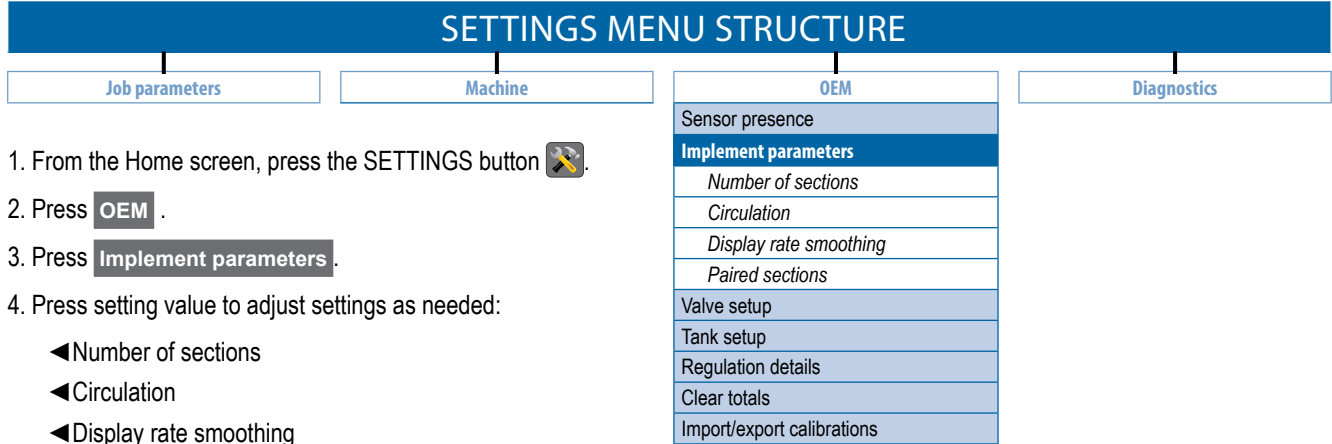 SETTINGS MENU STRUCTURE
Job parameters
Machine
OEM
Diagnostics
1. From the Home screen, press the SETTINGS button.
2. Press OEM .
3. Press Implement parameters.
4. Press setting value to adjust settings as needed:
◄Number of sections
◄Circulation
◄Display rate smoothing
Sensor presence
Implement parameters
Number of sections
Circulation
Display rate smoothing
Paired sections
Valve setup
Tank setup
Regulation details
Clear totals
Import/export calibrations